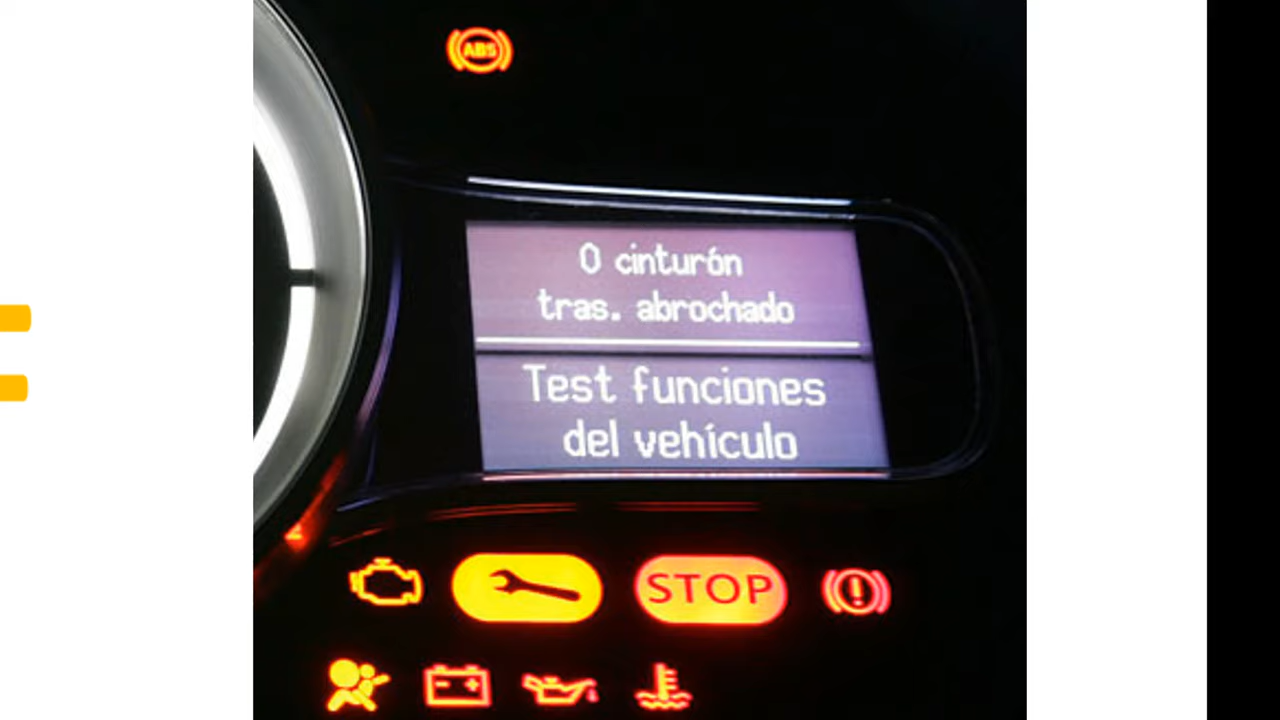 ABS
0 cinturón
tras. abrochado
Test funciones
del vehículo
STOP